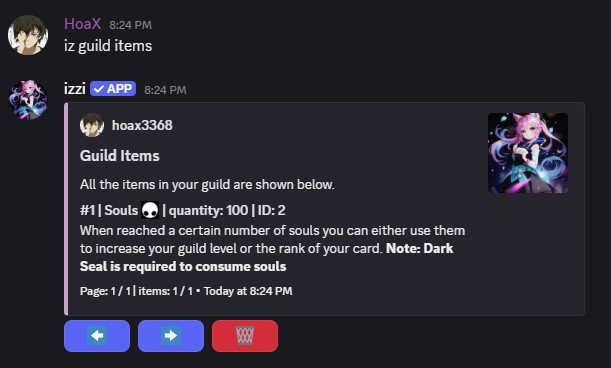 HoaX 8:24 PM
iz guild items
izzi ✓ APP 8:24 PM
hoax3368
Guild Items
All the items in your guild are shown below.
#1 | Souls 💀 | quantity: 100 | ID: 2
When reached a certain number of souls you can either use them
to increase your guild level or the rank of your card. Note: Dark
Seal is required to consume souls
Page: 1 / 1 | items: 1 / 1 • Today at 8:24 PM